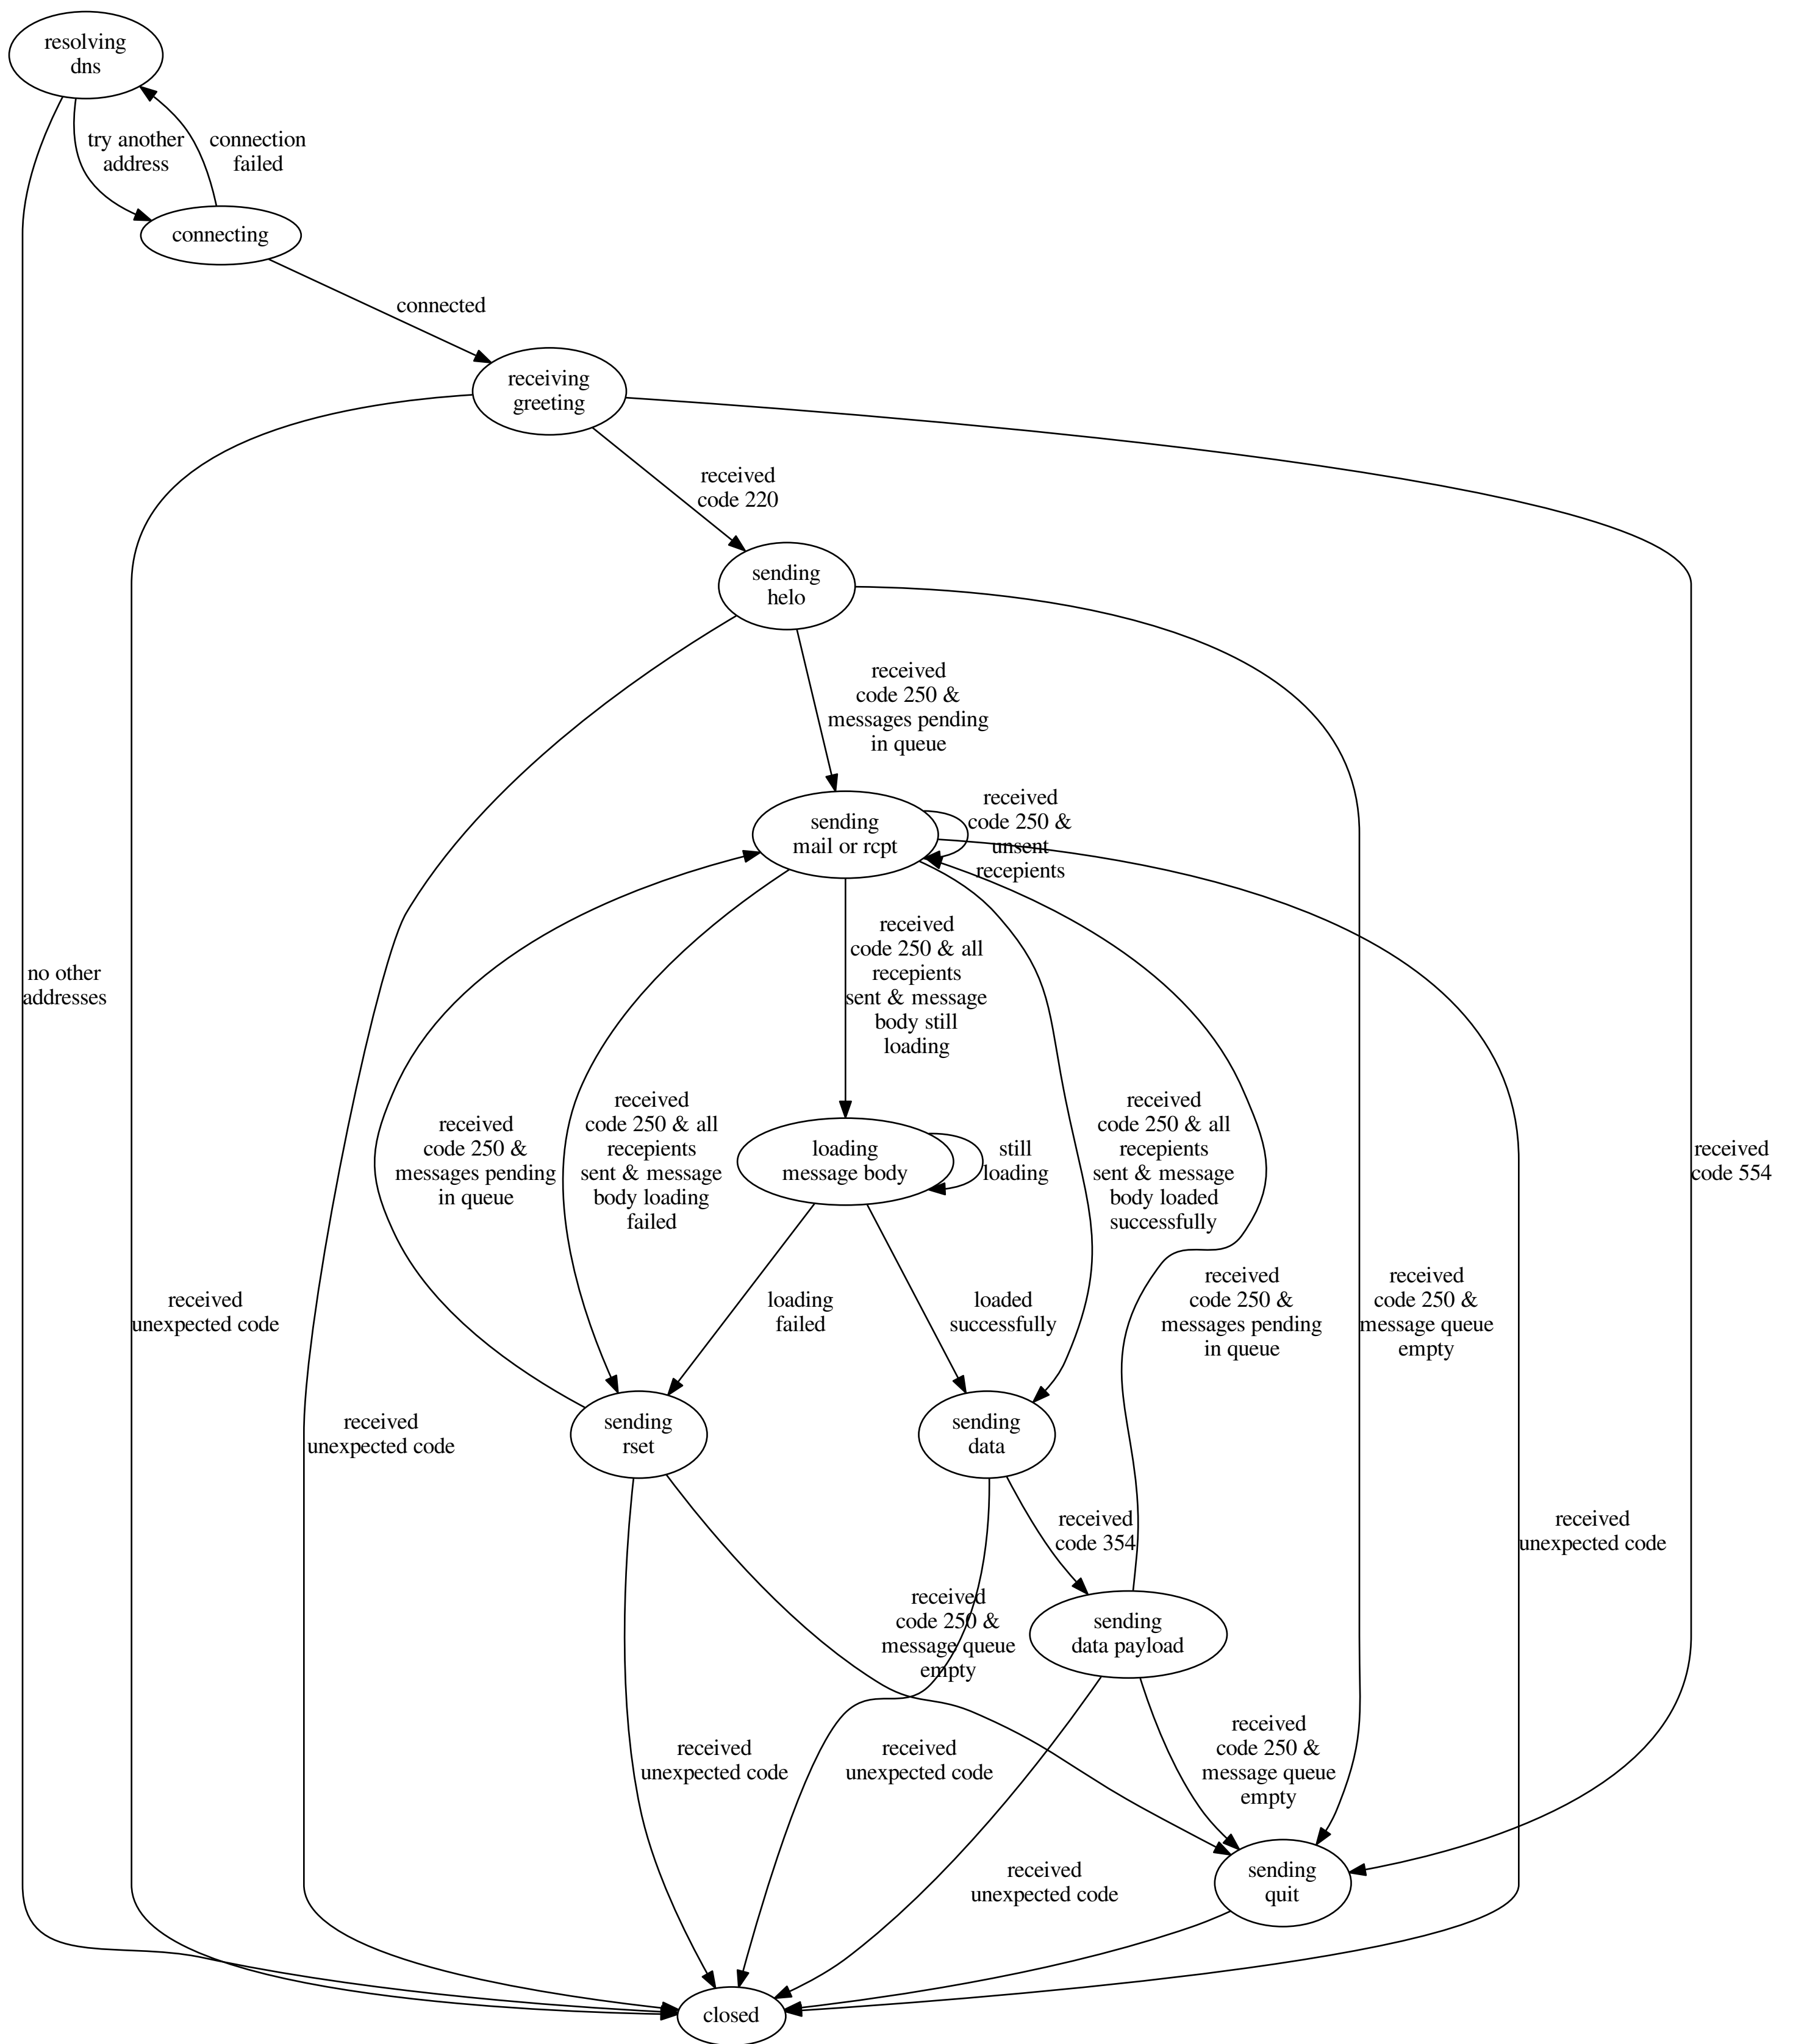 resolving
dns
try another
address
connection
failed
connecting
connected
receiving
greeting
received
code 220
sending
helo
received
code 250 &
messages pending
in queue
received
code 250 &
unsent
recepients
sending
mail or rcpt
received
code 250 & all
recepients
sent & message
body still
loading
no other
addresses
received
code 250 &
messages pending
in queue
received
code 250 & all
recepients
sent & message
body loading
failed
loading
message body
still
loading
received
code 250 & all
recepients
sent & message
body loaded
successfully
received
code 554
received
unexpected code
loading
failed
loaded
successfully
received
code 250 &
messages pending
in queue
received
code 250 &
message queue
empty
received
unexpected code
sending
rset
sending
data
received
code 354
received
unexpected code
received
code 250 &
message queue
empty
sending
data payload
received
unexpected code
received
unexpected code
received
code 250 &
message queue
empty
received
unexpected code
sending
quit
closed